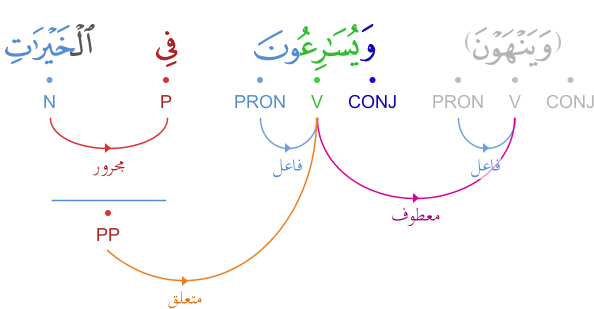 (وَيَنْهَوْنَ) وَيُسَٰرِعُونَ فِى ٱلْخَيْرَٰتِ
N P PRON V CONJ PRON V CONJ
مجرور فاعل فاعل
معطوف
PP
متعلق